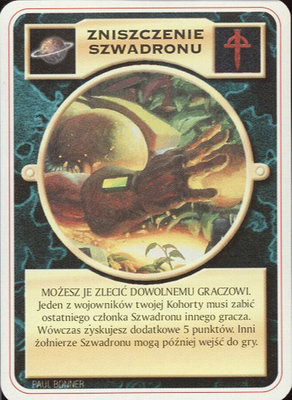 ZNISZCZENIE
SZWADRONU
MOŻESZ JE ZLECIĆ DOWOLNEMU GRACZOWI.
Jeden z wojowników twojej Kohorty musi zabić
ostatniego członka Szwadronu innego gracza.
Wówczas zyskujesz dodatkowe 5 punktów. Inni
żołnierze Szwadronu mogą później wejść do gry.
PAUL BONNER